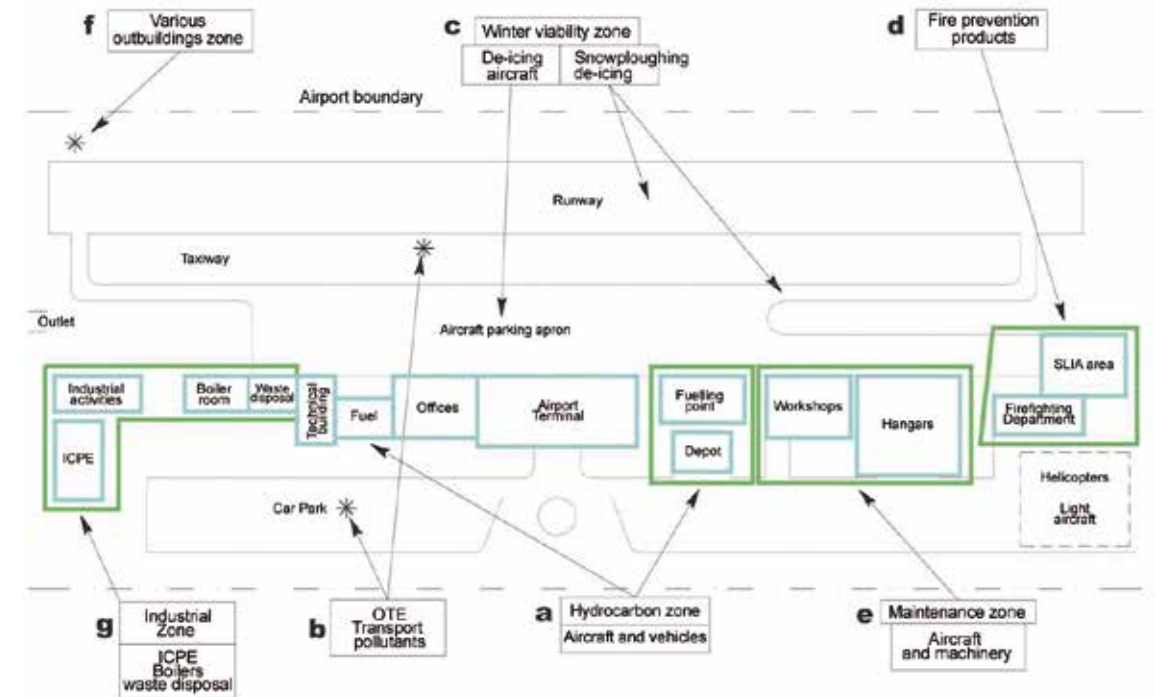 f
Various
outbuildings zone
c
Winter viability zone
De-icing
aircraft
Snowploughing
de-icing
d
Fire prevention
products
Airport boundary
Runway
Taxiway
Outlet
Aircraft parking apron
Industrial
activities
Boiler
room
Waste
disposal
Technical
building
Fuel
Offices
Airport
Terminal
Fuelling
point
Depot
Workshops
Hangars
SLIA area
Firefighting
Department
ICPE
Car Park
Helicopters
Light
aircraft
g
Industrial
Zone
ICPE
Boilers
waste disposal
b
OTE
Transport
pollutants
a
Hydrocarbon zone
Aircraft and vehicles
e
Maintenance zone
Aircraft
and machinery